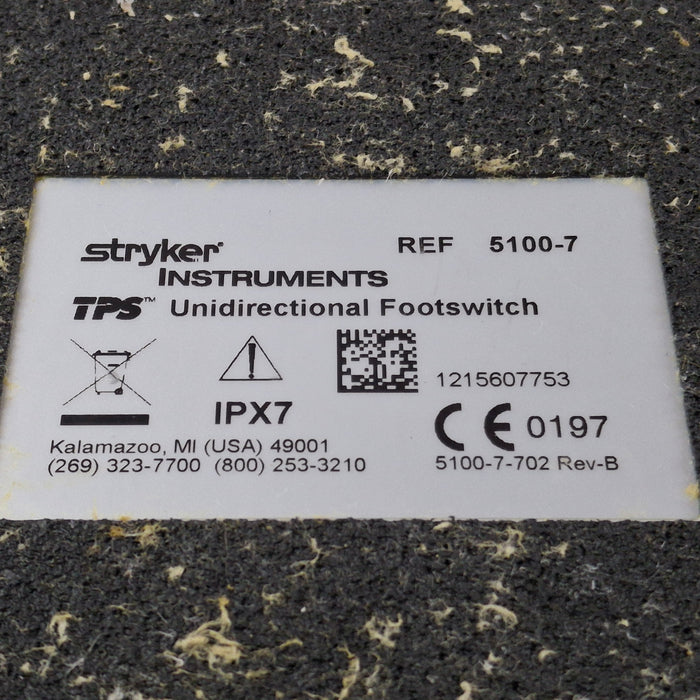 stryker®
INSTRUMENTS
REF 5100-7
TPS™ Unidirectional Footswitch
IPX7
1215607753
CE 0197
Kalamazoo, MI (USA) 49001
(269) 323-7700 (800) 253-3210
5100-7-702 Rev-B